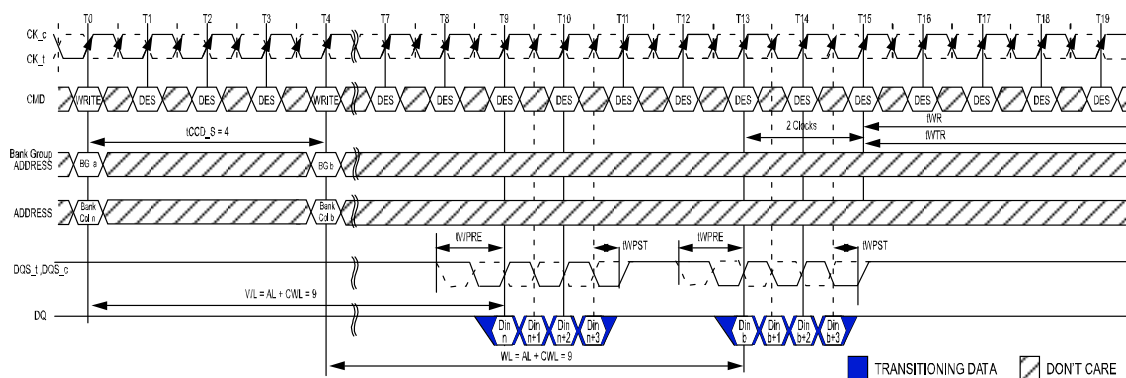 T0 T1 T2 T3 T4 T7 T8 T9 T10 T11 T12 T13 T14 T15 T16 T17 T18 T19
CK_c
CK_t
CMD WRITE DES DES DES WRITE DES DES DES DES DES DES DES DES DES DES DES DES DES
tCCD_S = 4
2 Clocks
tWR
tWTR
Bank Group
ADDRESS
BG a
BG b
ADDRESS
Bank
Col n
Bank
Col b
tWPRE
tWPST
tWPRE
tWPST
DQS_t ,DQS_c
WL = AL + CWL = 9
DQ
Din
n
Din
n+1
Din
n+2
Din
n+3
Din
b
Din
b+1
Din
b+2
Din
b+3
WL = AL + CWL = 9
TRANSITIONING DATA
DON'T CARE